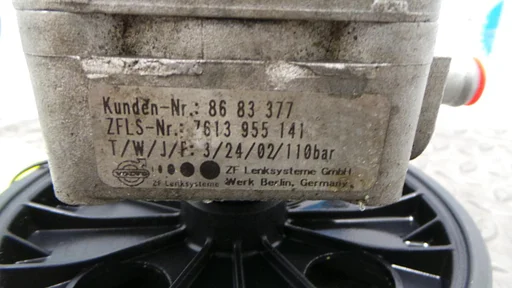 Kunden-Nr.: 86 83 377
ZFLS-Nr.: 7613 955 141
T/W/J/F: 3/24/02/110bar
VOLVO ZF Lenksysteme GmbH
ZF Lenksysteme Werk Berlin, Germany